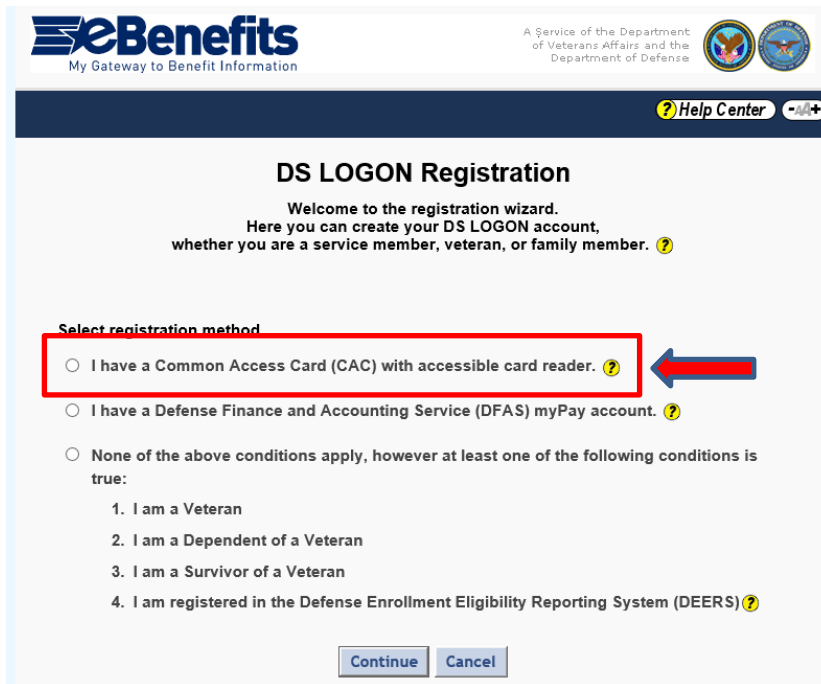 eBenefits
My Gateway to Benefit Information
A Service of the Department
of Veterans Affairs and the
Department of Defense
? Help Center
-AA+
DS LOGON Registration
Welcome to the registration wizard.
Here you can create your DS LOGON account,
whether you are a service member, veteran, or family member. ?
Select registration method
I have a Common Access Card (CAC) with accessible card reader. ?
I have a Defense Finance and Accounting Service (DFAS) myPay account. ?
None of the above conditions apply, however at least one of the following conditions is
true:
1. I am a Veteran
2. I am a Dependent of a Veteran
3. I am a Survivor of a Veteran
4. I am registered in the Defense Enrollment Eligibility Reporting System (DEERS) ?
Continue
Cancel